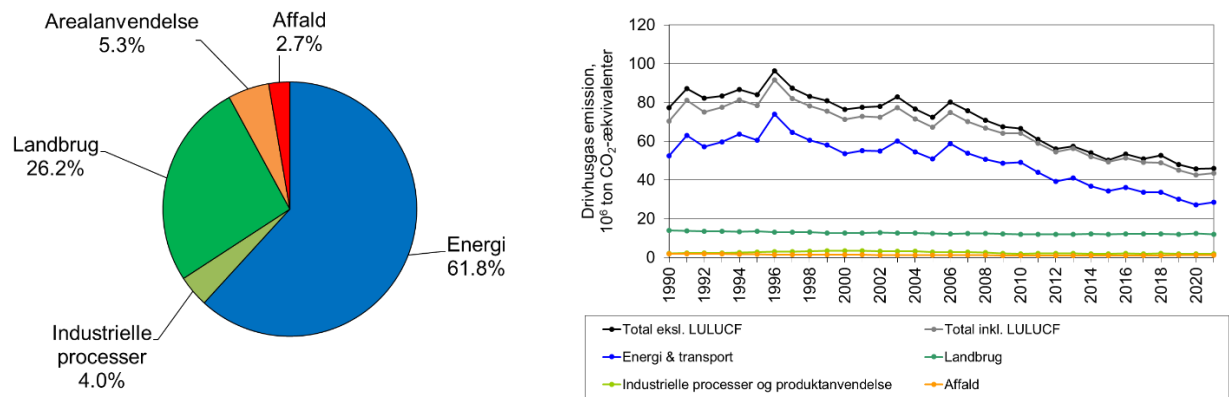 Arealanvendelse
5.3%
Affald
2.7%
Landbrug
26.2%
Energi
61.8%
Industrielle
processer
4.0%
Drivhusgas emission,
10⁶ ton CO₂-ækvivalenter
120
100
80
60
40
20
0
1990
1992
1994
1996
1998
2000
2002
2004
2006
2008
2010
2012
2014
2016
2018
2020
Total eksl. LULUCF
Total inkl. LULUCF
Energi & transport
Landbrug
Industrielle processer og produktanvendelse
Affald